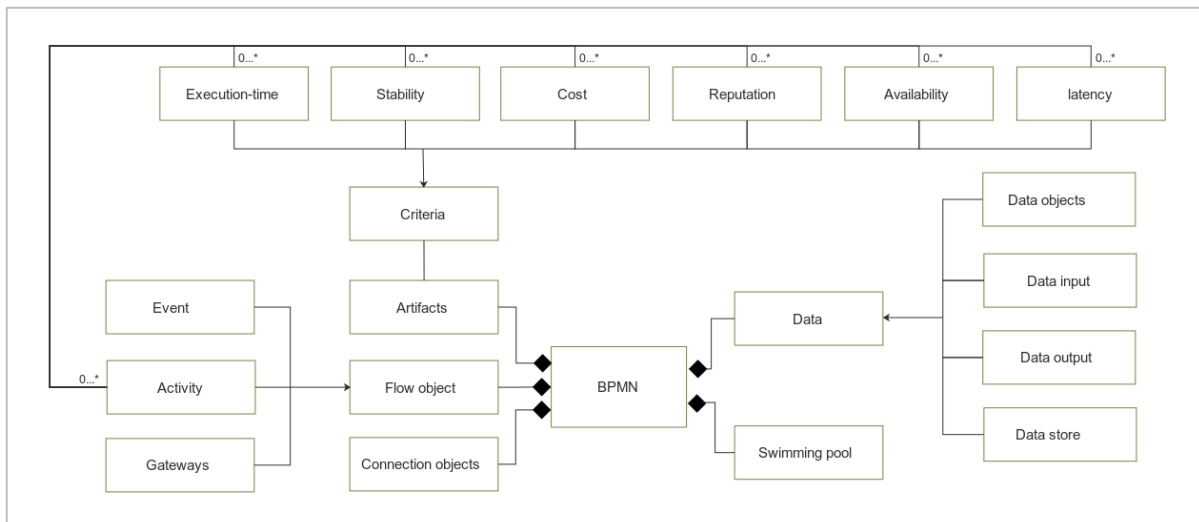 0...*
0...*
0...*
0...*
0...*
0...*
Execution-time
Stability
Cost
Reputation
Availability
latency
Data objects
Criteria
Data input
Event
Artifacts
Data
Data output
0...*
Activity
Flow object
BPMN
Data store
Swimming pool
Gateways
Connection objects